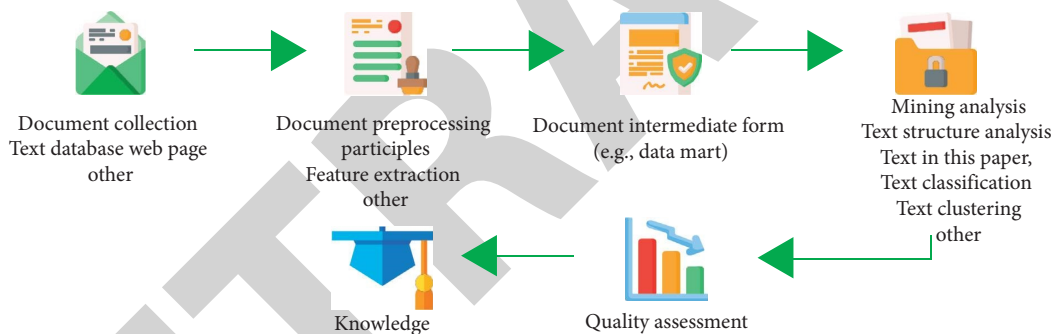 Document collection
Text database web page
other
Document preprocessing
participles
Feature extraction
other
Document intermediate form
(e.g., data mart)
Mining analysis
Text structure analysis
Text in this paper,
Text classification
Text clustering
other
Quality assessment
Knowledge